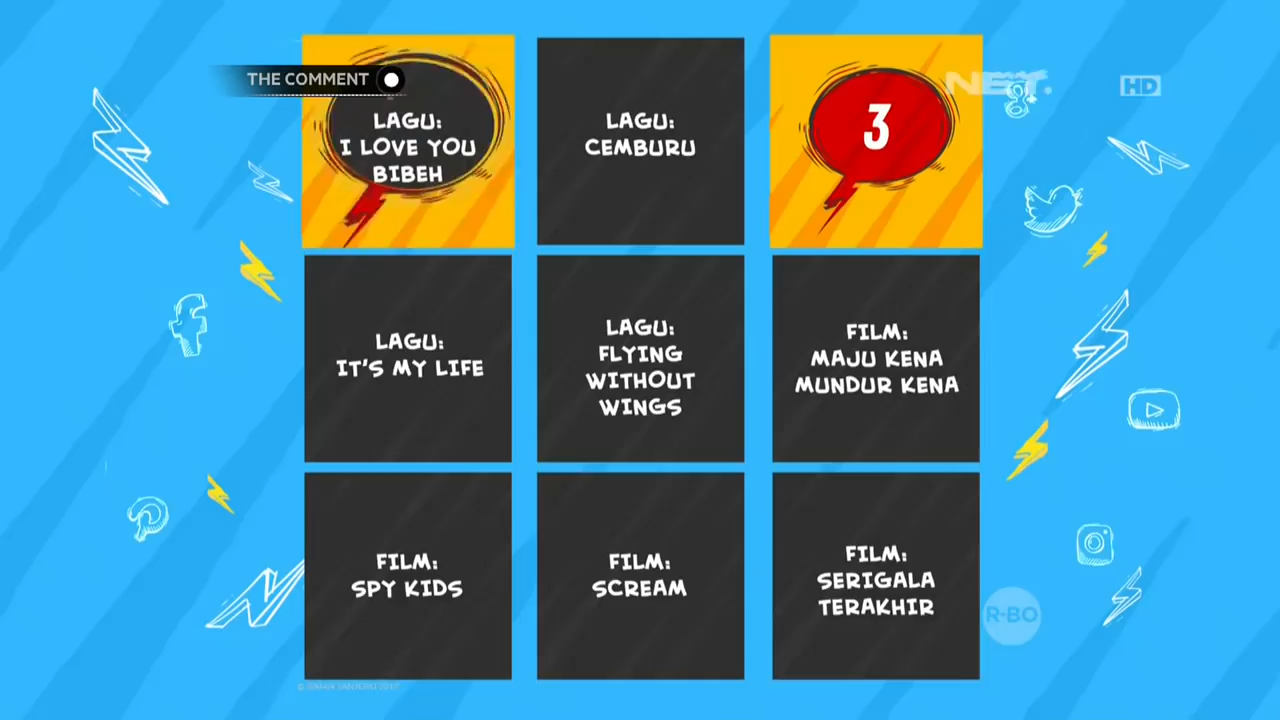 THE COMMENT
NET.
HD
LAGU:
I LOVE YOU
BIBEH
LAGU:
CEMBURU
3
LAGU:
IT'S MY LIFE
LAGU:
FLYING
WITHOUT
WINGS
FILM:
MAJU KENA
MUNDUR KENA
FILM:
SPY KIDS
FILM:
SCREAM
FILM:
SERIGALA
TERAKHIR
R-BO